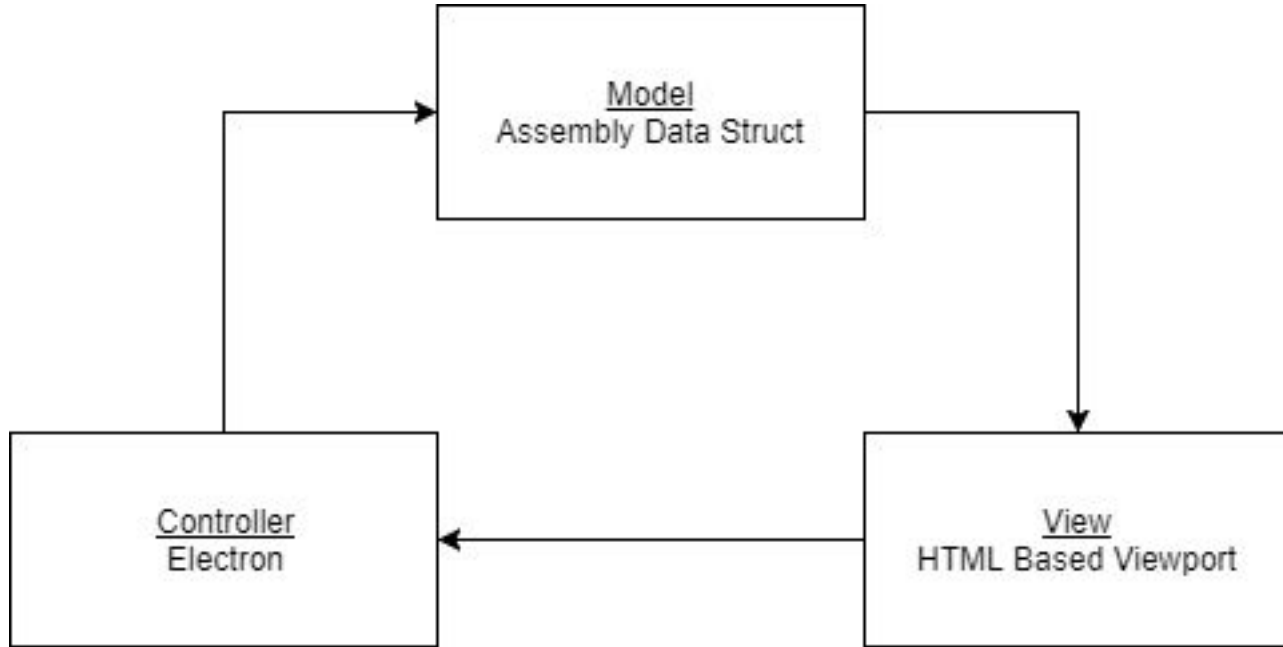 Model
Assembly Data Struct
Controller
Electron
View
HTML Based Viewport